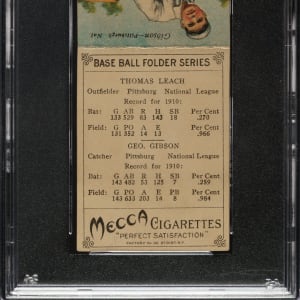 Gibson—Pittsburg Nat
BASE BALL FOLDER SERIES
THOMAS LEACH
Outfielder Pittsburg National League
Record for 1910:
Bat: G AB R H SB Per Cent
133 529 83 143 18 .270
Field: G PO A E Per Cent
131 352 14 13 .966
GEO. GIBSON
Catcher Pittsburg National League
Record for 1910:
Bat: G AB R H SB Per Cent
143 482 53 125 7 .259
Field: G PO A E PB Per Cent
143 633 203 14 8 .984
MECCA CIGARETTES
"PERFECT SATISFACTION"